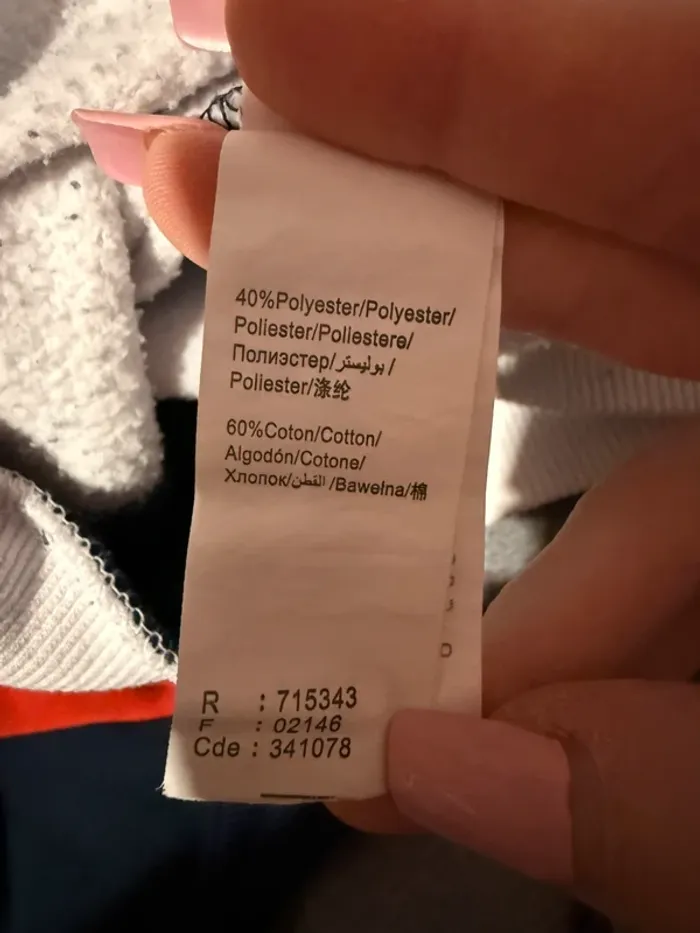 40%Polyester/Polyester/
Poliester/Poliestere/
Полиэстер/بوليستر/
Poliester/涤纶
60%Coton/Cotton/
Algodón/Cotone/
Хлопок/القطن/Bawełna/棉
R : 715343
F : 02146
Cde : 341078